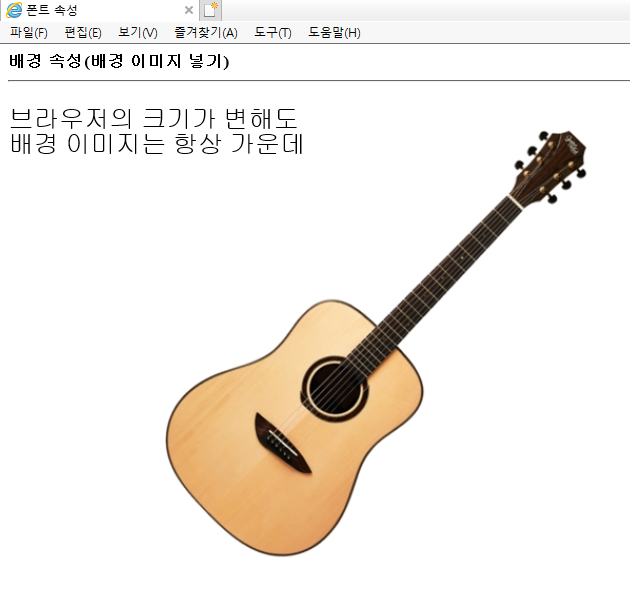 폰트 속성
파일(F) 편집(E) 보기(V) 즐겨찾기(A) 도구(T) 도움말(H)
배경 속성(배경 이미지 넣기)
브라우저의 크기가 변해도
배경 이미지는 항상 가운데